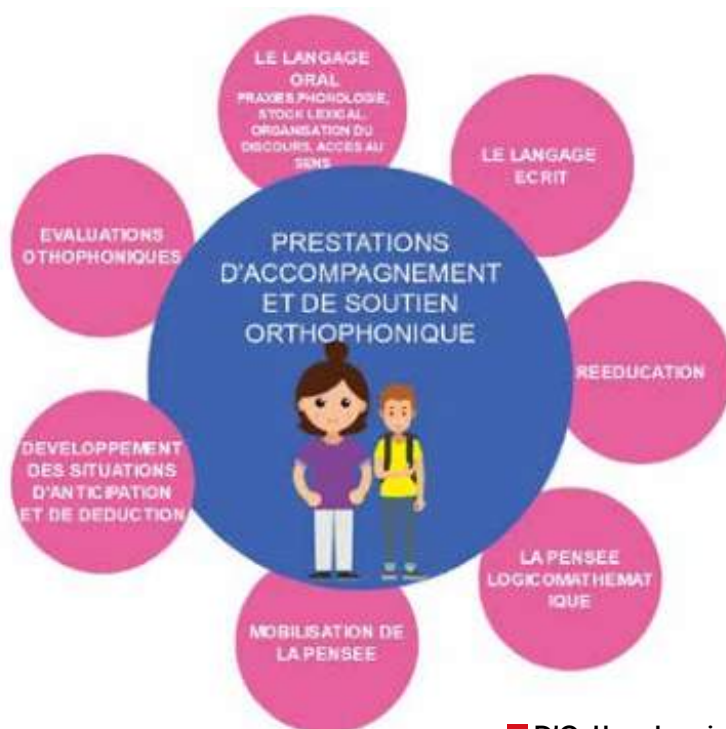 LE LANGAGE
ORAL
PRAXIES, PHONOLOGIE,
STOCK LEXICAL,
ORGANISATION DU
DISCOURS, ACCES AU
SENS
LE LANGAGE
ECRIT
EVALUATIONS
OTHOPHONIQUES
PRESTATIONS
D'ACCOMPAGNEMENT
ET DE SOUTIEN
ORTHOPHONIQUE
REEDUCATION
DEVELOPPEMENT
DES SITUATIONS
D'ANTICIPATION
ET DE DEDUCTION
LA PENSEE
LOGICOMATHEMAT
IQUE
MOBILISATION DE
LA PENSEE